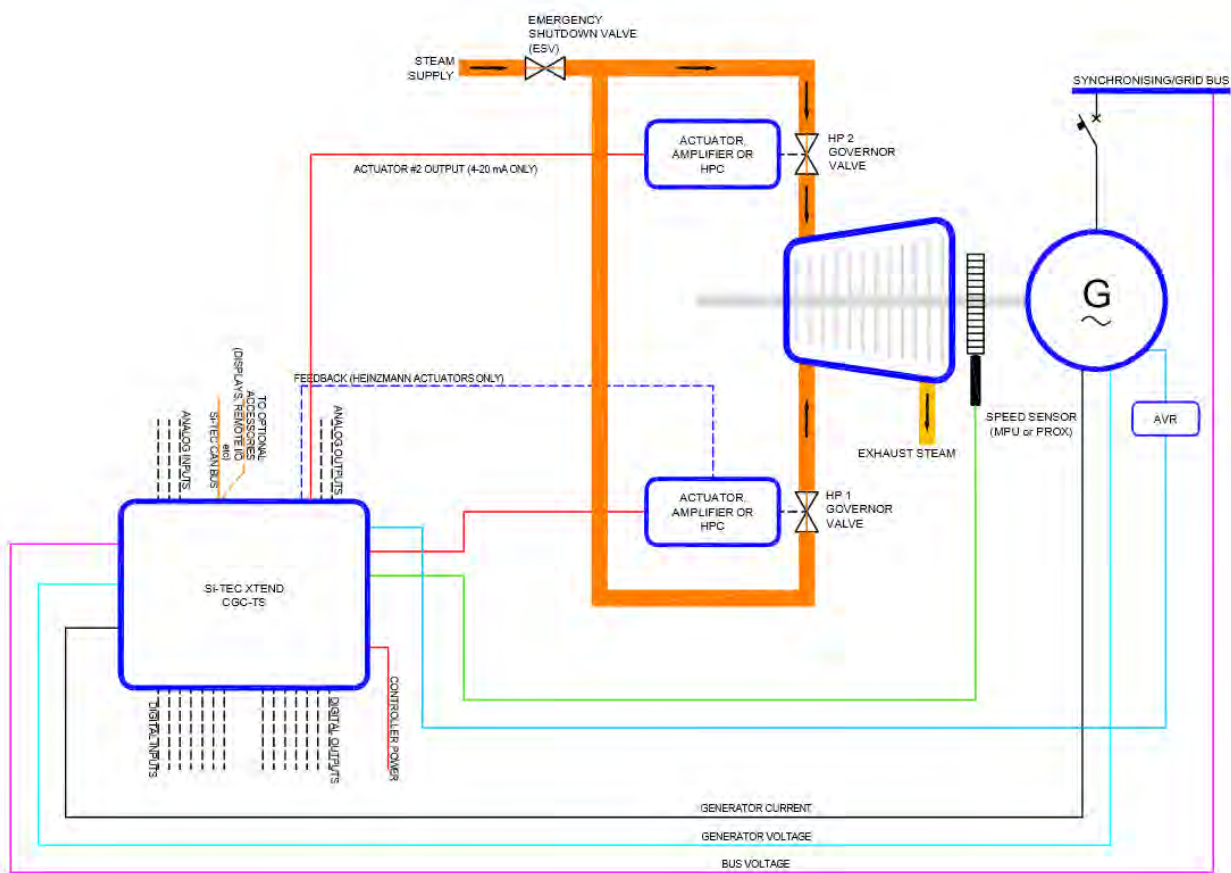 EMERGENCY
SHUTDOWN VALVE
(ESV)
STEAM
SUPPLY
SYNCHRONISING/GRID BUS
ACTUATOR,
AMPLIFIER OR
HPC
HP 2
GOVERNOR
VALVE
ACTUATOR #2 OUTPUT (4-20 mA ONLY)
G
FEEDBACK (HEINZMANN ACTUATORS ONLY)
SPEED SENSOR
(MPU or PROX)
AVR
EXHAUST STEAM
TO OPTIONAL
ACCESSORIES
(DISPLAYS, REMOTE I/O
etc)
Si-TEC CAN BUS
ANALOG INPUTS
ANALOG OUTPUTS
ACTUATOR,
AMPLIFIER OR
HPC
HP 1
GOVERNOR
VALVE
Si-TEC XTEND
CGC-TS
DIGITAL INPUTS
DIGITAL OUTPUTS
CONTROLLER POWER
GENERATOR CURRENT
GENERATOR VOLTAGE
BUS VOLTAGE